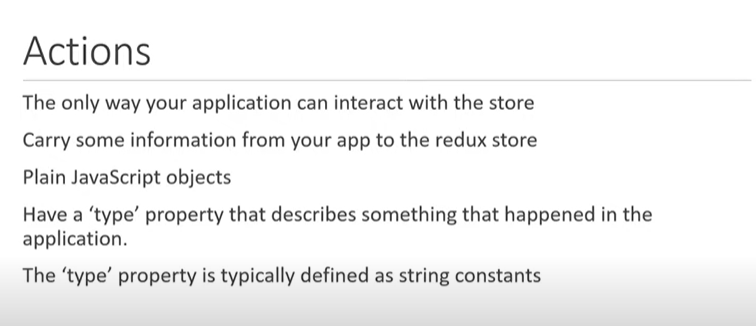 Actions
The only way your application can interact with the store
Carry some information from your app to the redux store
Plain JavaScript objects
Have a ‘type’ property that describes something that happened in the
application.
The ‘type’ property is typically defined as string constants